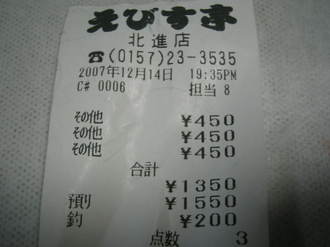 えびす亭
北進店
☎(0157)23-3535
2007年12月14日 19:35PM
C# 0006 担当 8
その他 ¥450
その他 ¥450
その他 ¥450
合計
¥1350
預り ¥1550
釣 ¥200
点数 3